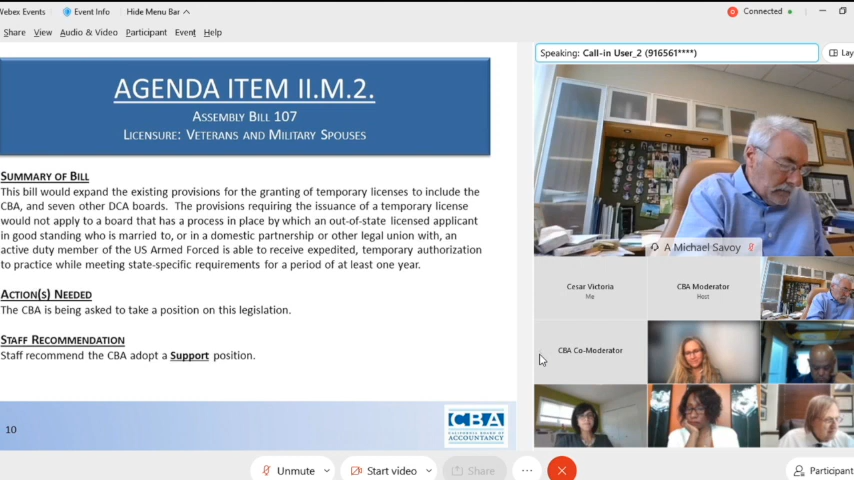 Webex Events Event Info Hide Menu Bar Connected
Share View Audio & Video Participant Event Help
Speaking: Call-in User_2 (916561****) Lay
AGENDA ITEM II.M.2.
ASSEMBLY BILL 107
LICENSURE: VETERANS AND MILITARY SPOUSES
SUMMARY OF BILL
This bill would expand the existing provisions for the granting of temporary licenses to include the
CBA, and seven other DCA boards. The provisions requiring the issuance of a temporary license
would not apply to a board that has a process in place by which an out-of-state licensed applicant
in good standing who is married to, or in a domestic partnership or other legal union with, an
active duty member of the US Armed Forced is able to receive expedited, temporary authorization
to practice while meeting state-specific requirements for a period of at least one year.
ACTION(S) NEEDED
The CBA is being asked to take a position on this legislation.
STAFF RECOMMENDATION
Staff recommend the CBA adopt a Support position.
10
CBA
CALIFORNIA BOARD OF
ACCOUNTANCY
A Michael Savoy
Cesar Victoria
Me
CBA Moderator
Host
CBA Co-Moderator
Unmute Start video Share Participant